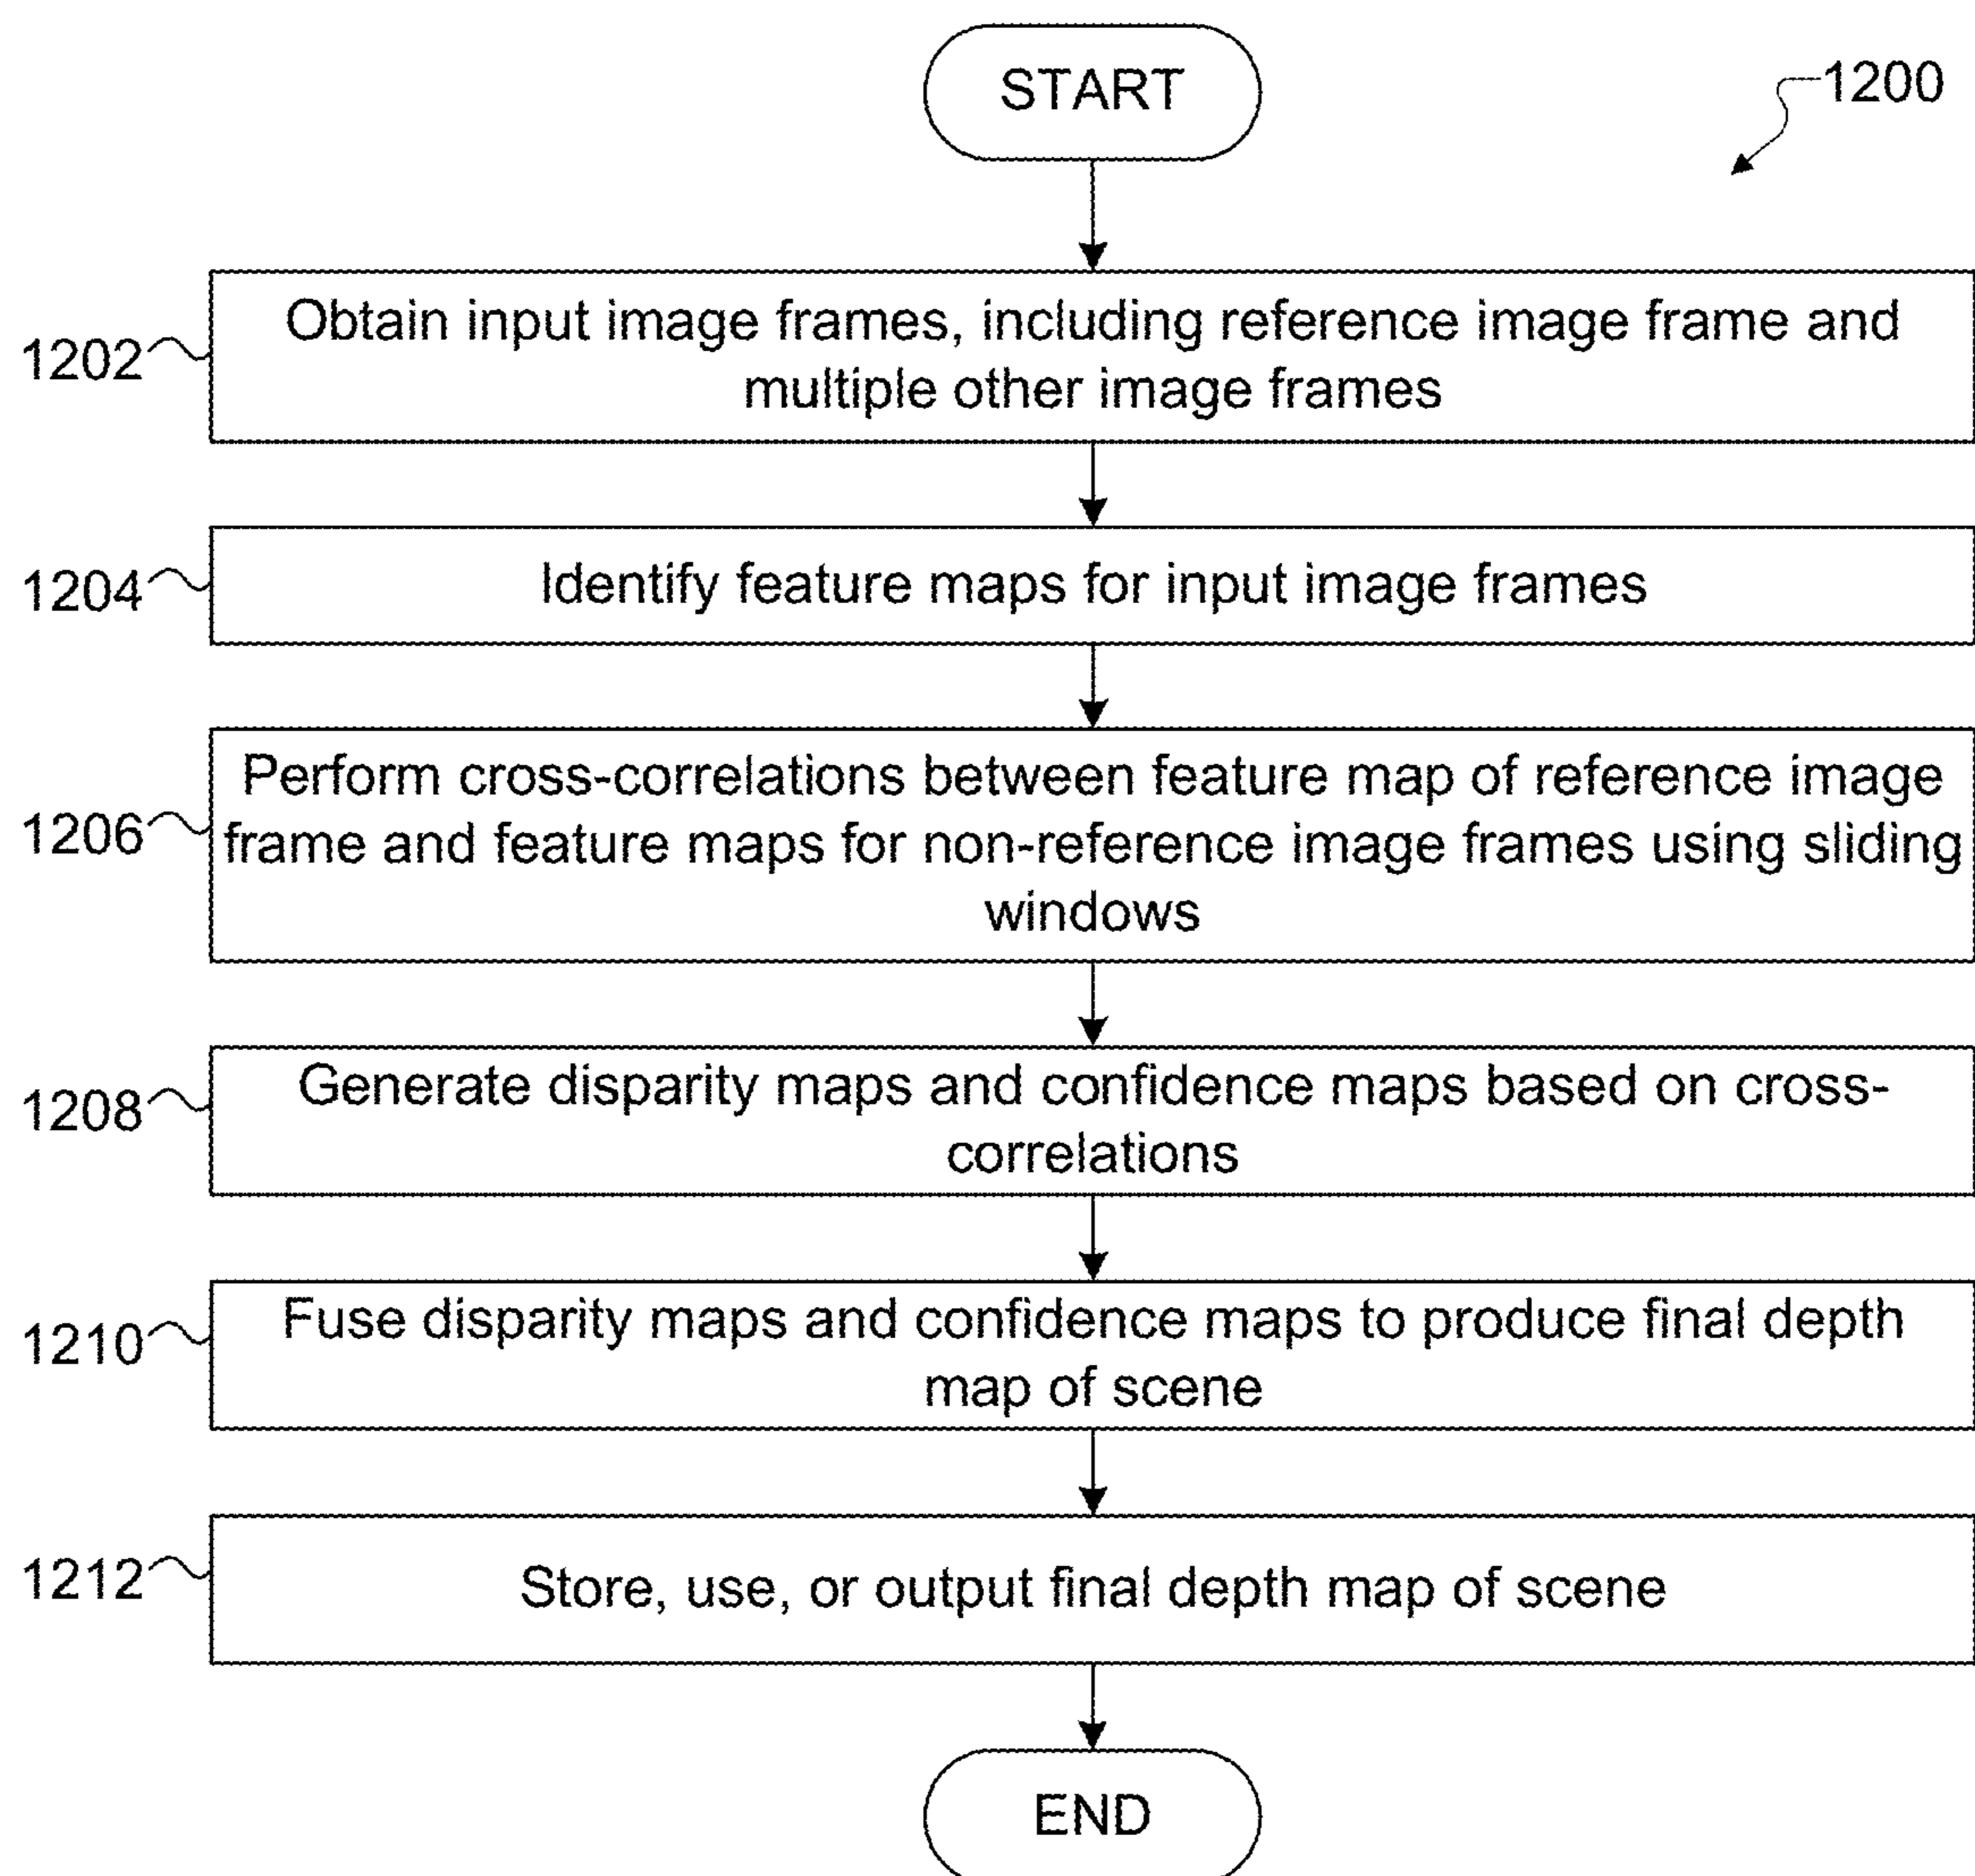 START
1200
1202
Obtain input image frames, including reference image frame and
multiple other image frames
1204
Identify feature maps for input image frames
1206
Perform cross-correlations between feature map of reference image
frame and feature maps for non-reference image frames using sliding
windows
1208
Generate disparity maps and confidence maps based on cross-
correlations
1210
Fuse disparity maps and confidence maps to produce final depth
map of scene
1212
Store, use, or output final depth map of scene
END